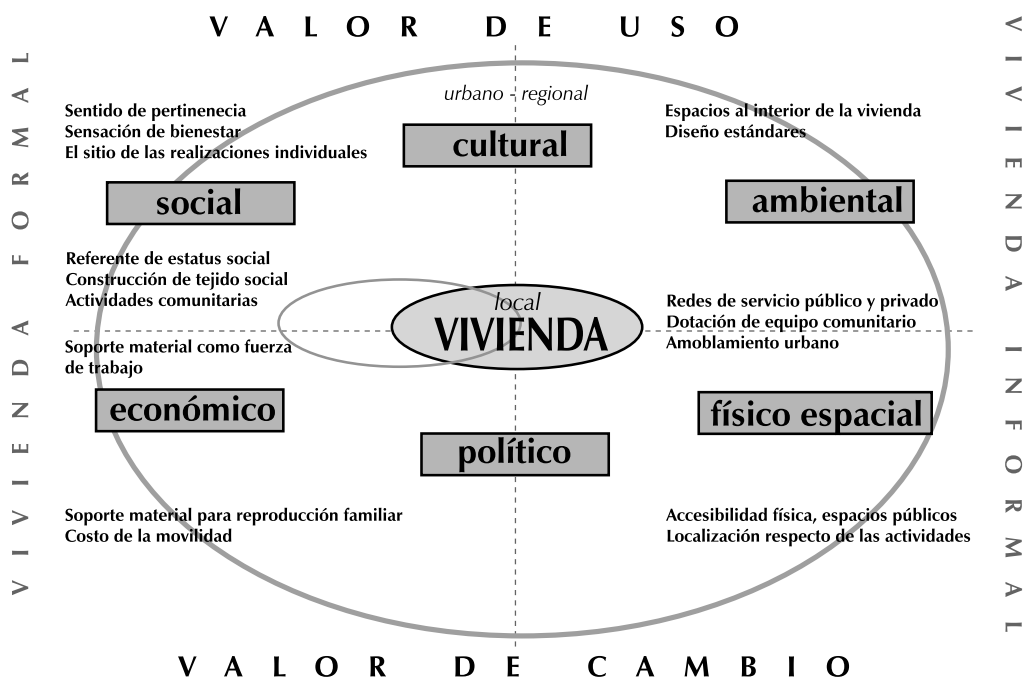 VALOR DE USO
VIVIENDA FORMAL
VIVIENDA INFORMAL
urbano - regional
cultural
Sentido de pertinenecia
Sensación de bienestar
El sitio de las realizaciones individuales
social
Espacios al interior de la vivienda
Diseño estándares
ambiental
Referente de estatus social
Construcción de tejido social
Actividades comunitarias
local
VIVIENDA
Redes de servicio público y privado
Dotación de equipo comunitario
Amoblamiento urbano
Soporte material como fuerza
de trabajo
económico
político
físico espacial
Soporte material para reproducción familiar
Costo de la movilidad
Accesibilidad física, espacios públicos
Localización respecto de las actividades
VALOR DE CAMBIO